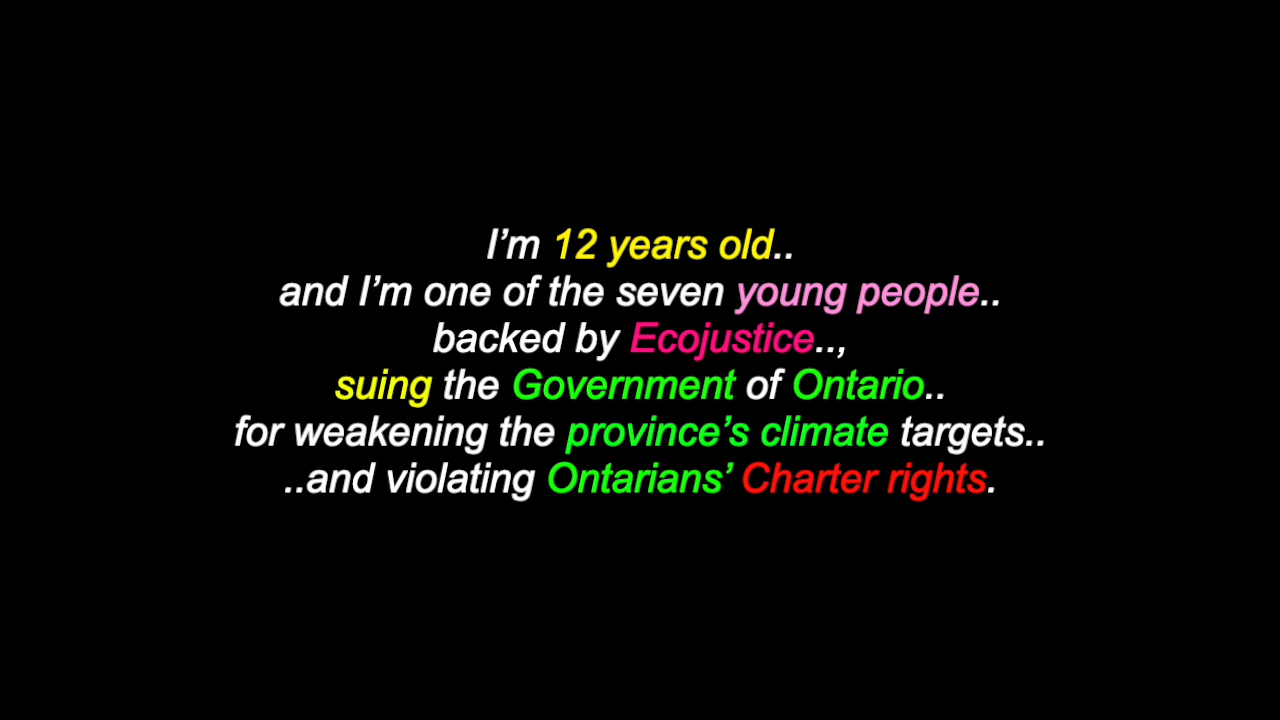 I’m 12 years old..
and I’m one of the seven young people..
backed by Ecojustice..,
suing the Government of Ontario..
for weakening the province’s climate targets..
..and violating Ontarians’ Charter rights.